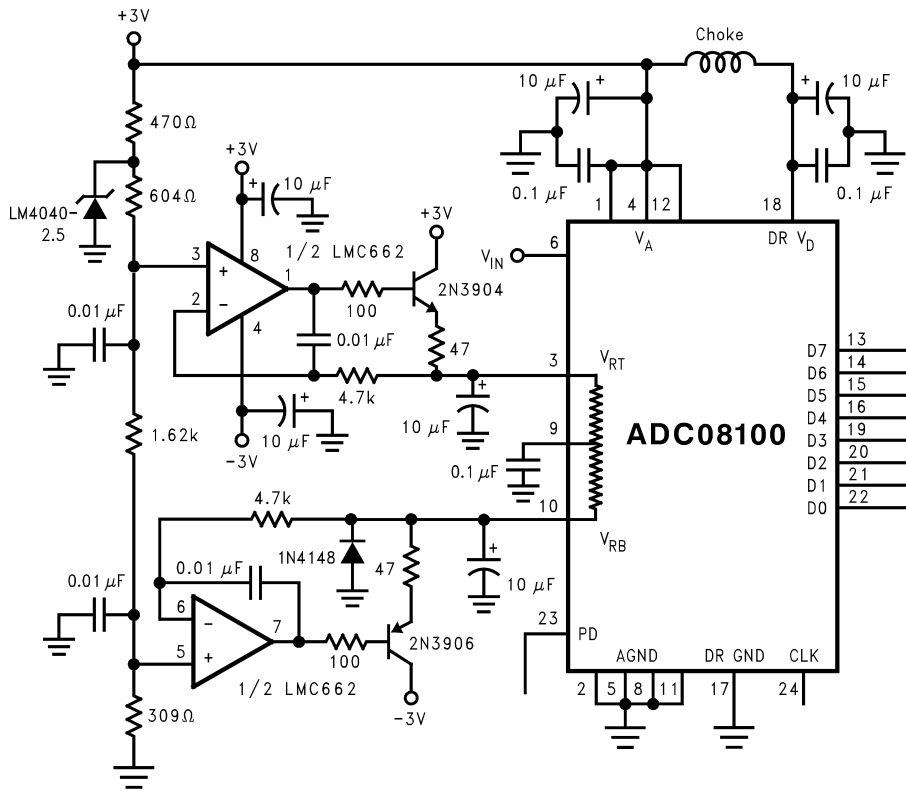 +3V
Choke
10 μF +
+ 10 μF
470Ω
+3V
604Ω
+ 10 μF
0.1 μF
0.1 μF
LM4040-
2.5
+3V
1
4
12
18
8
1/2 LMC662
VA
DR VD
3
+
1
VIN
6
2
−
2N3904
100
0.01 μF
4
0.01 μF
47
13
D7
3
VRT
14
D6
4.7k
+
15
D5
+
10 μF
16
D4
1.62k
10 μF
9
ADC08100
19
D3
−3V
20
D2
0.1 μF
21
D1
4.7k
10
22
D0
VRB
1N4148
+
0.01 μF
47
10 μF
0.01 μF
6
−
7
23
PD
2N3906
5
+
100
AGND
DR GND
CLK
1/2 LMC662
2
5
8
11
17
24
309Ω
−3V